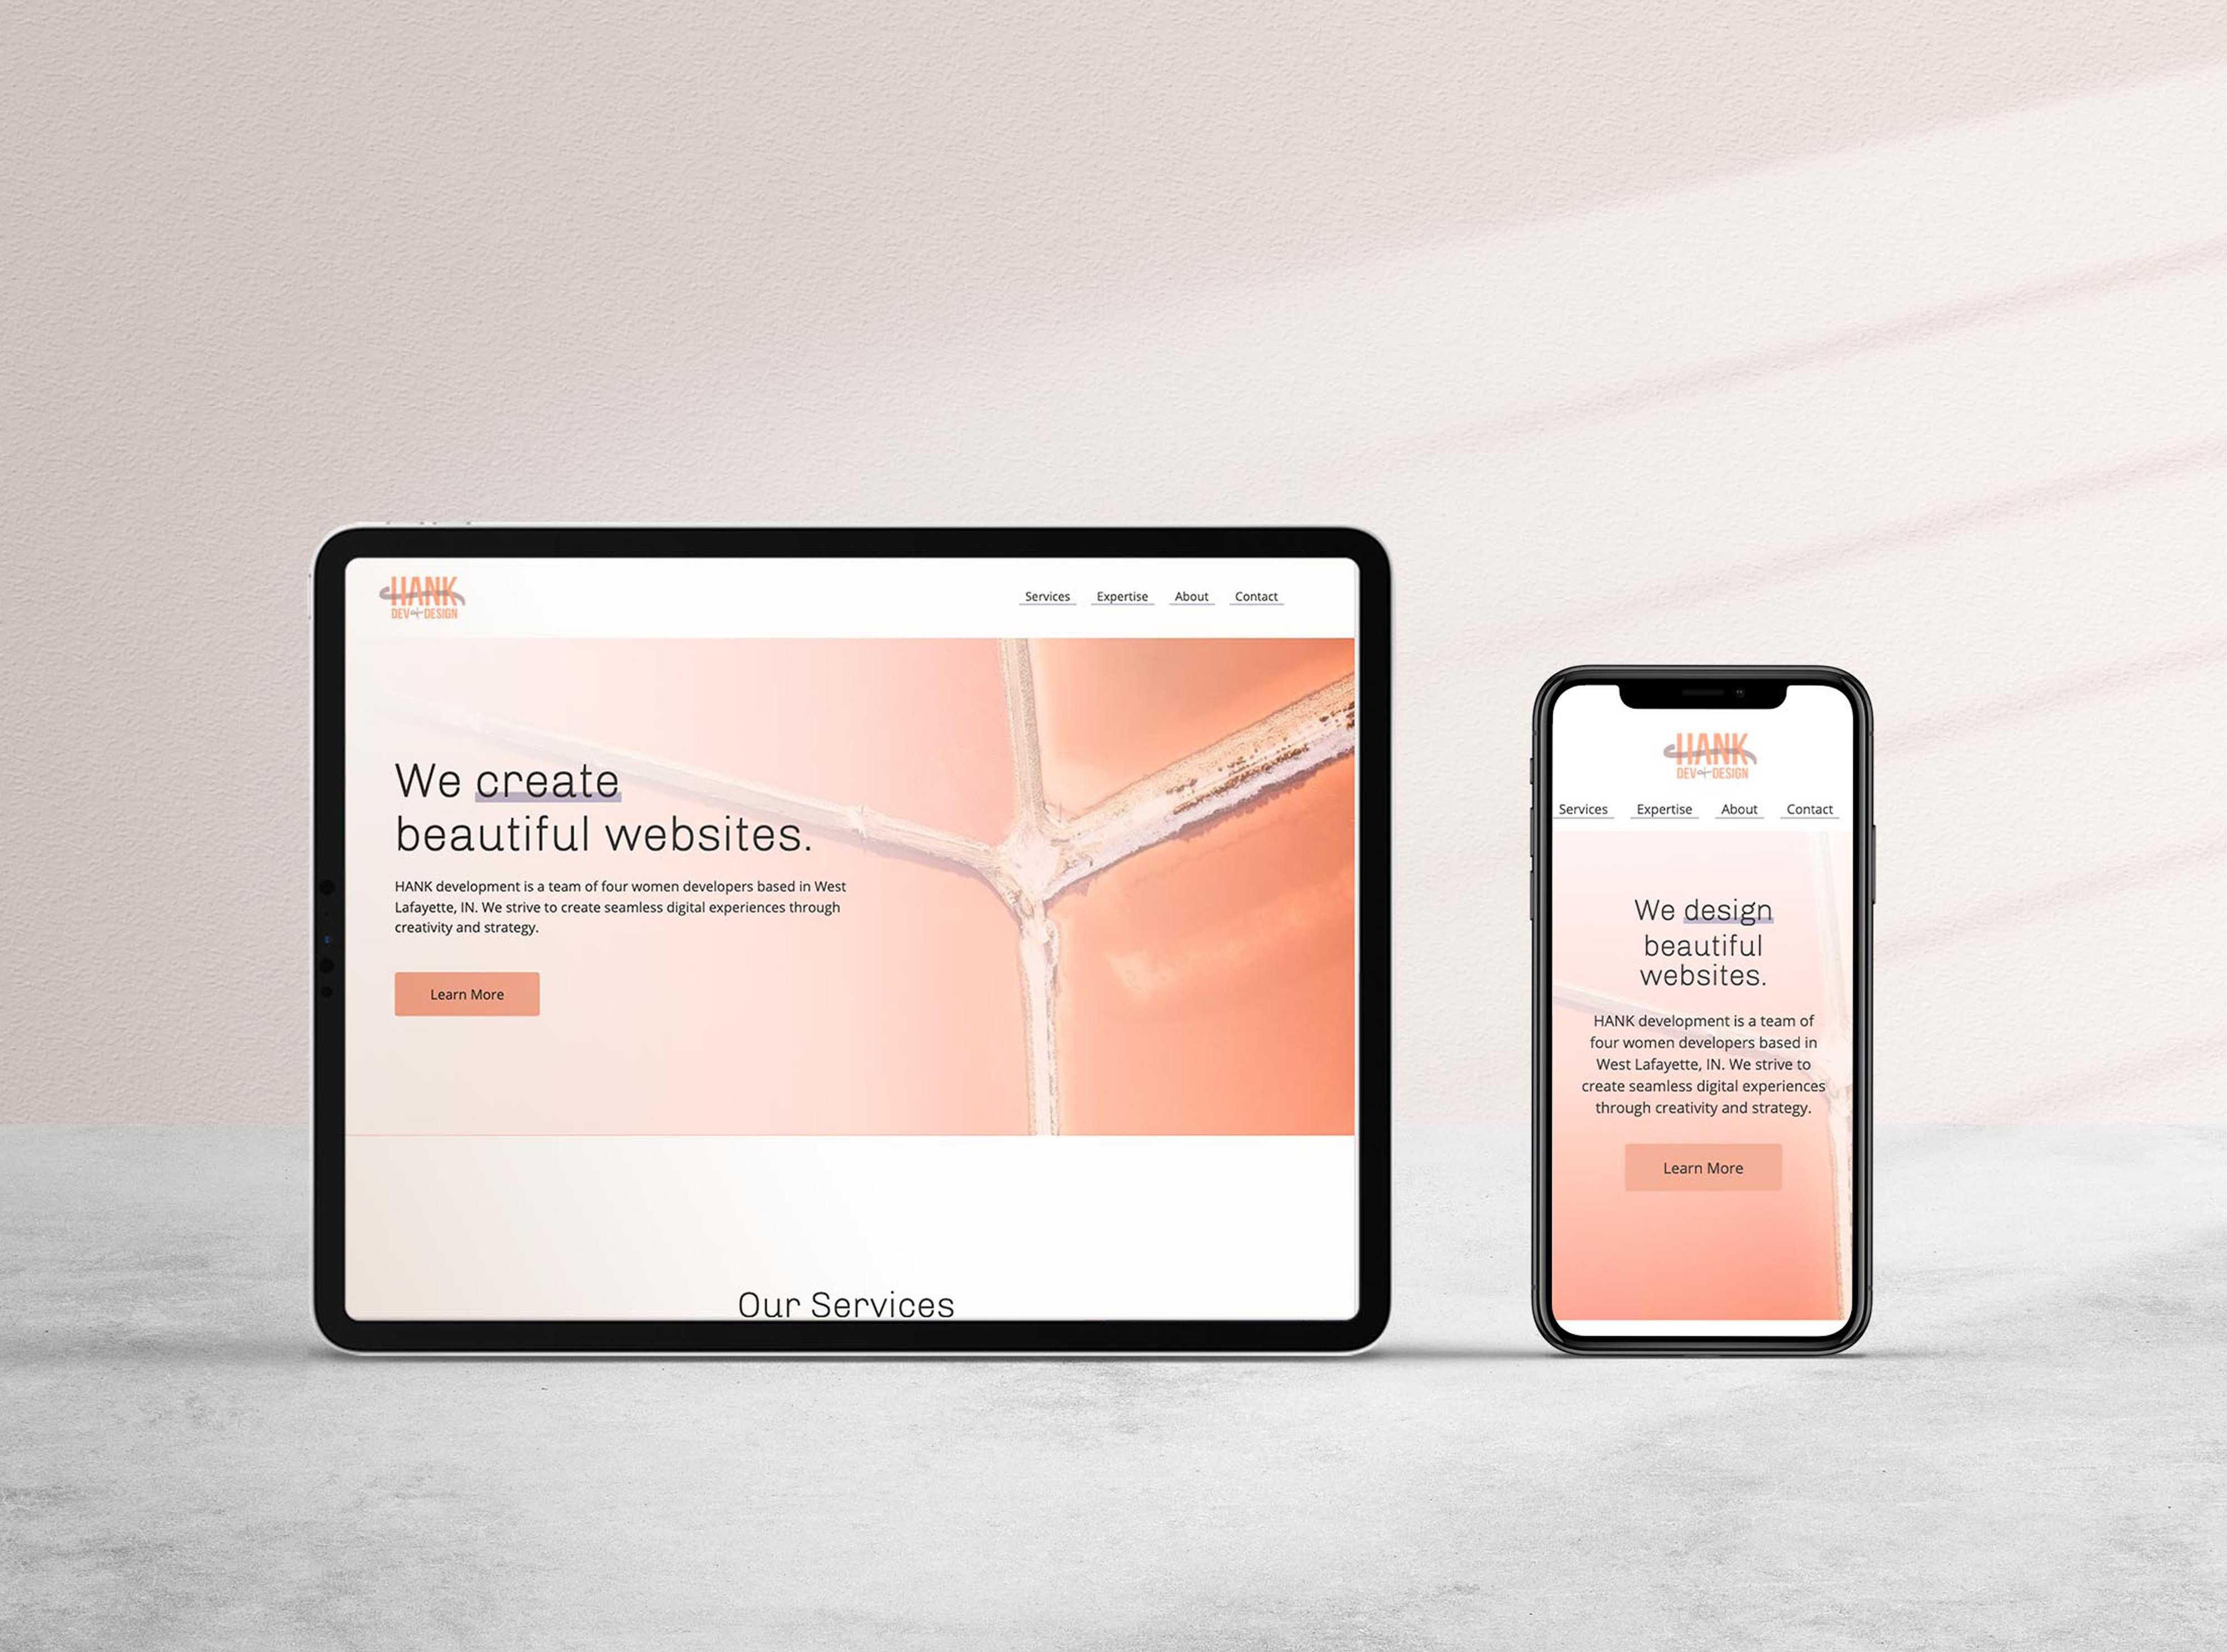 HANK
DEV + DESIGN
Services Expertise About Contact
We create
beautiful websites.
HANK development is a team of four women developers based in West
Lafayette, IN. We strive to create seamless digital experiences through
creativity and strategy.
Learn More
Our Services
HANK
DEV + DESIGN
Services Expertise About Contact
We design
beautiful
websites.
HANK development is a team of
four women developers based in
West Lafayette, IN. We strive to
create seamless digital experiences
through creativity and strategy.
Learn More